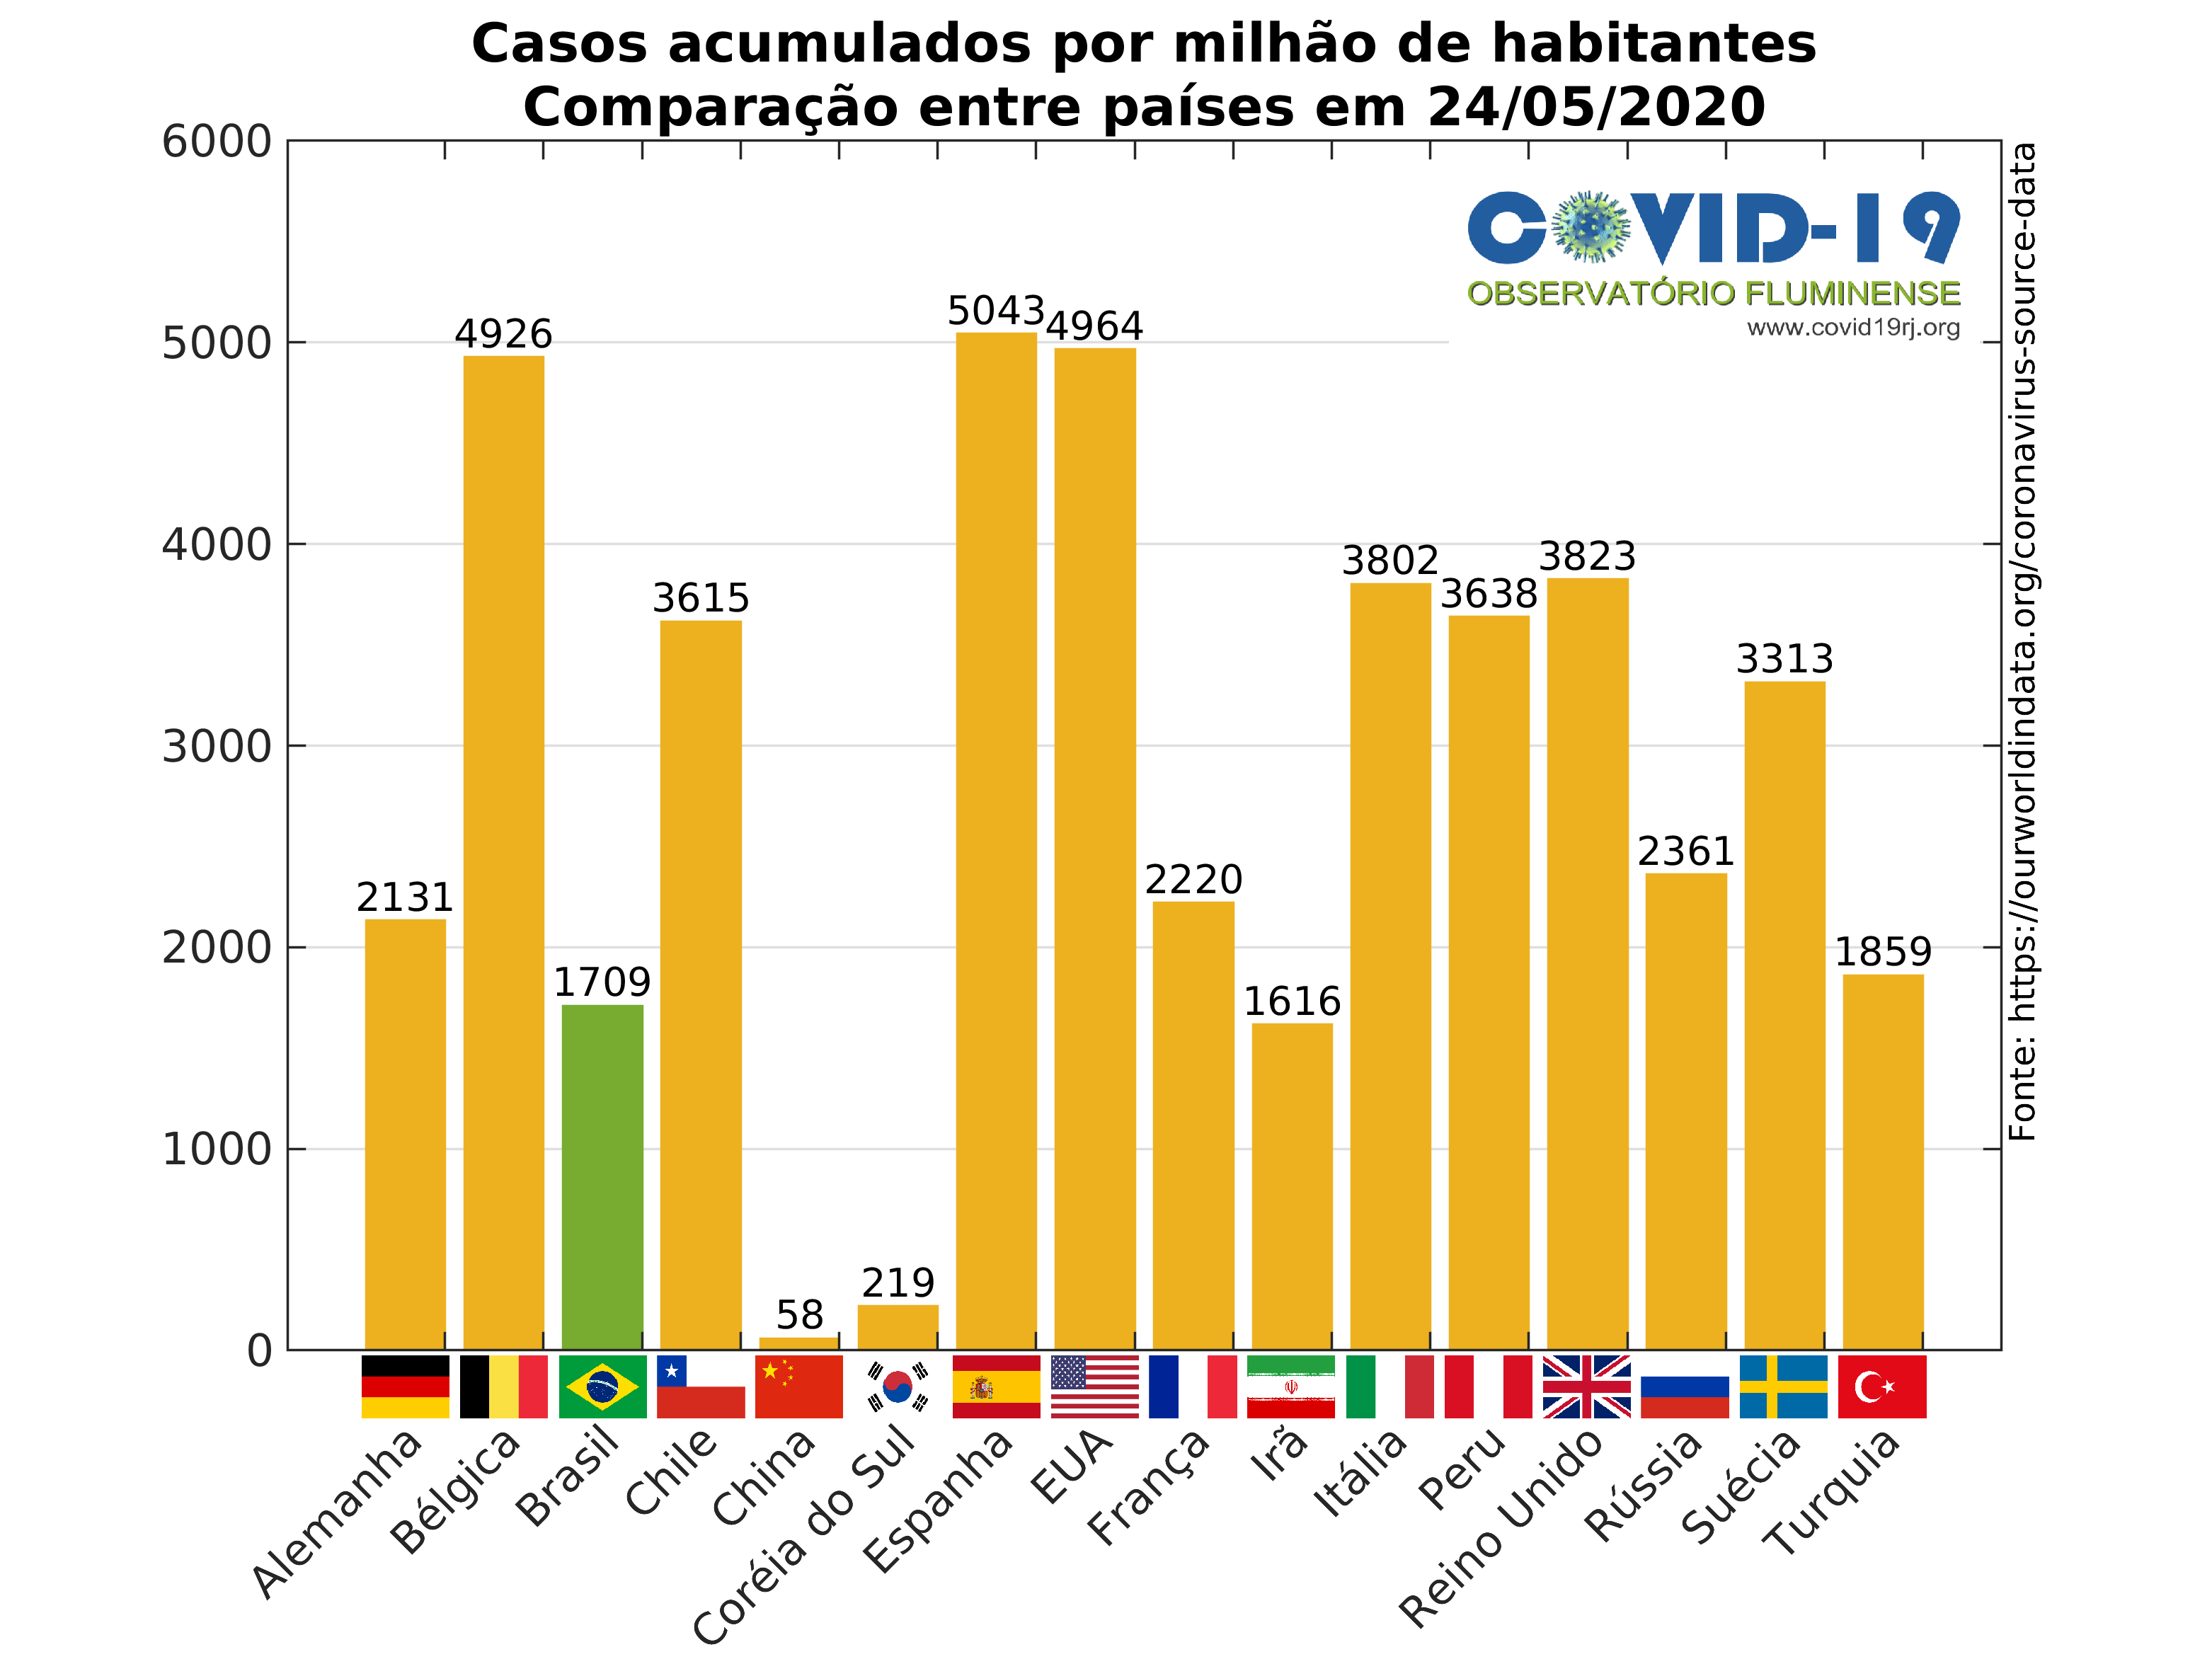 Casos acumulados por milhão de habitantes
Comparação entre países em 24/05/2020
6000
5000
4000
3000
2000
1000
0
COVID-19
OBSERVATÓRIO FLUMINENSE
www.covid19rj.org
Fonte: https://ourworldindata.org/coronavirus-source-data
2131
4926
1709
3615
58
219
5043
4964
2220
1616
3802
3638
3823
2361
3313
1859
Alemanha
Bélgica
Brasil
Chile
China
Coréia do Sul
Espanha
EUA
França
Irã
Itália
Peru
Reino Unido
Rússia
Suécia
Turquia